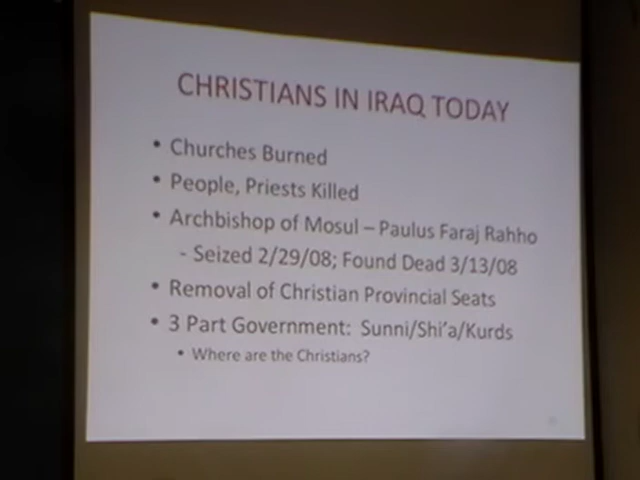 CHRISTIANS IN IRAQ TODAY
• Churches Burned
• People, Priests Killed
• Archbishop of Mosul – Paulus Faraj Rahho
- Seized 2/29/08; Found Dead 3/13/08
• Removal of Christian Provincial Seats
• 3 Part Government: Sunni/Shi'a/Kurds
• Where are the Christians?